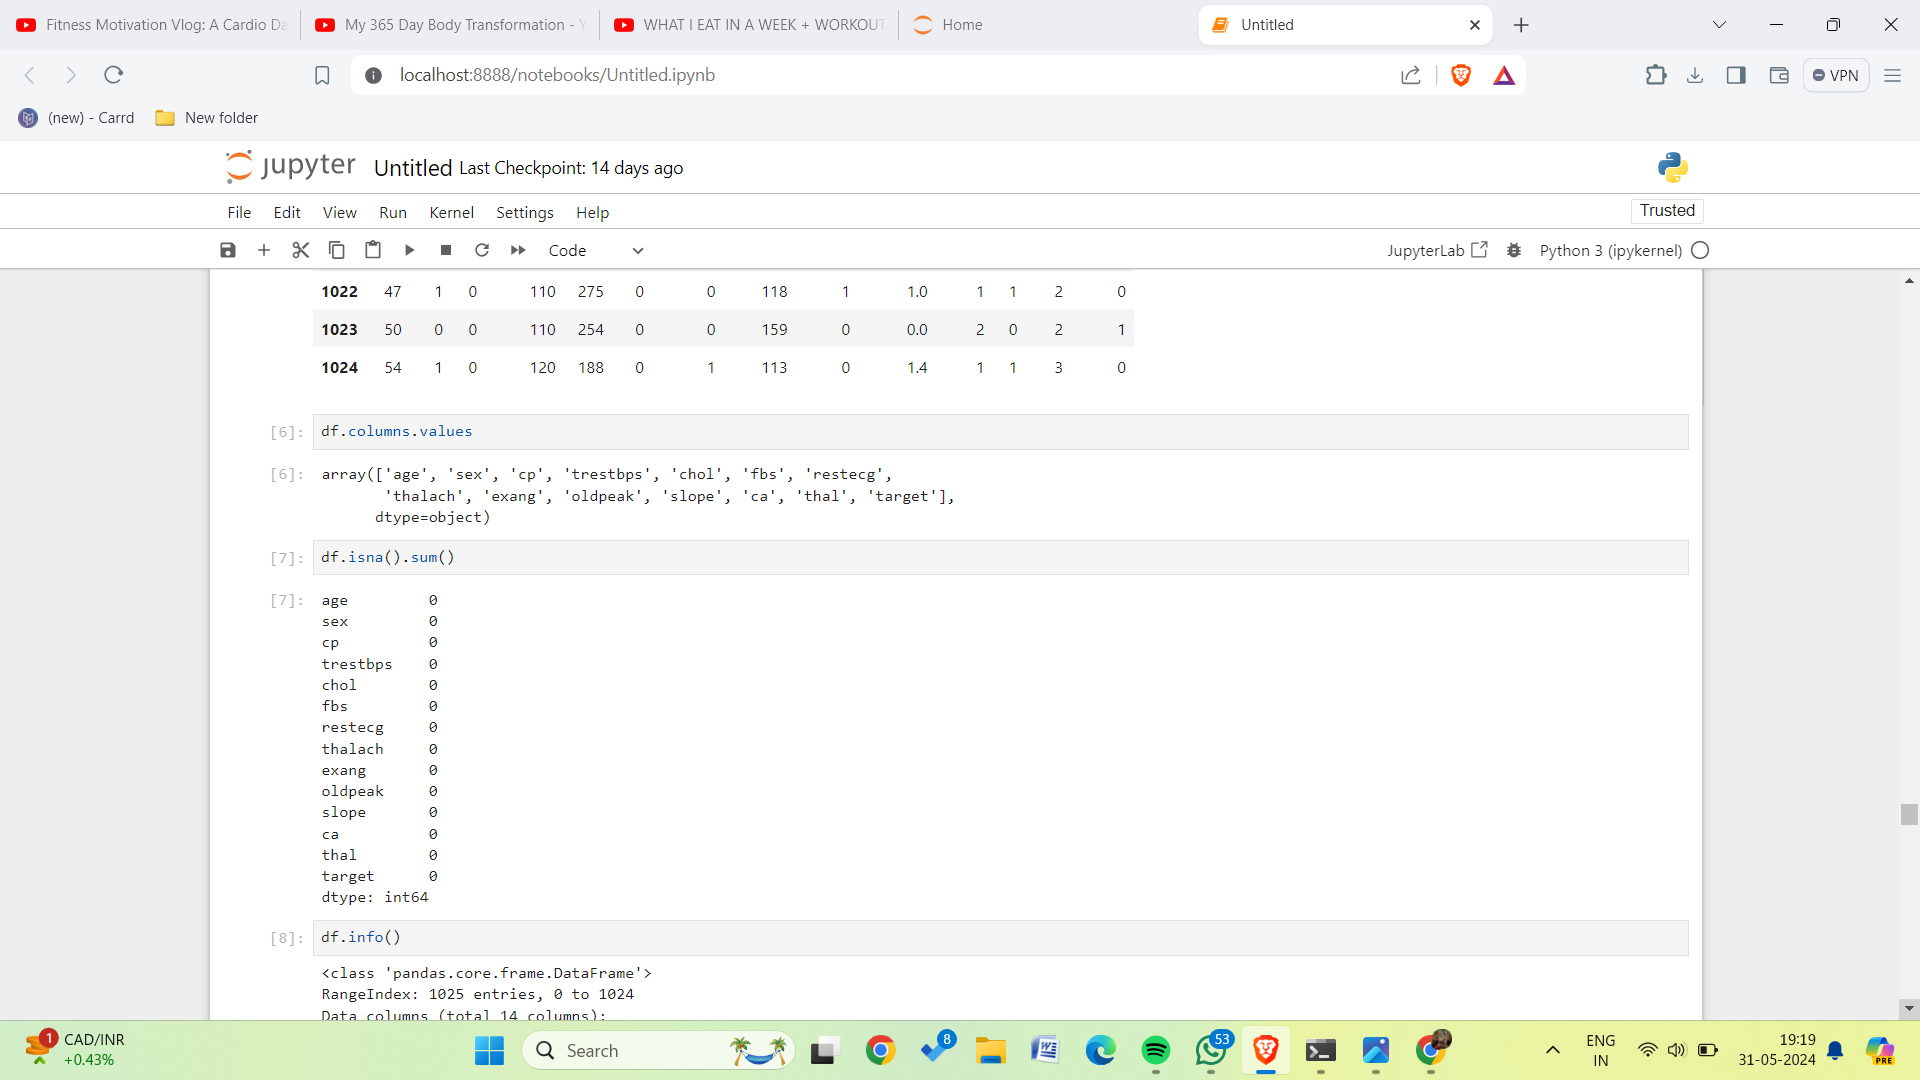 Fitness Motivation Vlog: A Cardio Da
My 365 Day Body Transformation - Y
WHAT I EAT IN A WEEK + WORKOUT
Home
Untitled
localhost:8888/notebooks/Untitled.ipynb
VPN
(new) - Carrd
New folder
jupyter Untitled Last Checkpoint: 14 days ago
File Edit View Run Kernel Settings Help
Trusted
Code
JupyterLab
Python 3 (ipykernel)
1022 47 1 0 110 275 0 0 118 1 1.0 1 1 2 0
1023 50 0 0 110 254 0 0 159 0 0.0 2 0 2 1
1024 54 1 0 120 188 0 1 113 0 1.4 1 1 3 0
[6]: df.columns.values
[6]: array(['age', 'sex', 'cp', 'trestbps', 'chol', 'fbs', 'restecg',
'thalach', 'exang', 'oldpeak', 'slope', 'ca', 'thal', 'target'],
dtype=object)
[7]: df.isna().sum()
[7]: age 0
sex 0
cp 0
trestbps 0
chol 0
fbs 0
restecg 0
thalach 0
exang 0
oldpeak 0
slope 0
ca 0
thal 0
target 0
dtype: int64
[8]: df.info()
<class 'pandas.core.frame.DataFrame'>
RangeIndex: 1025 entries, 0 to 1024
Data columns (total 14 columns):
1
CAD/INR
+0.43%
Search
8
53
ENG
IN
19:19
31-05-2024
PRE